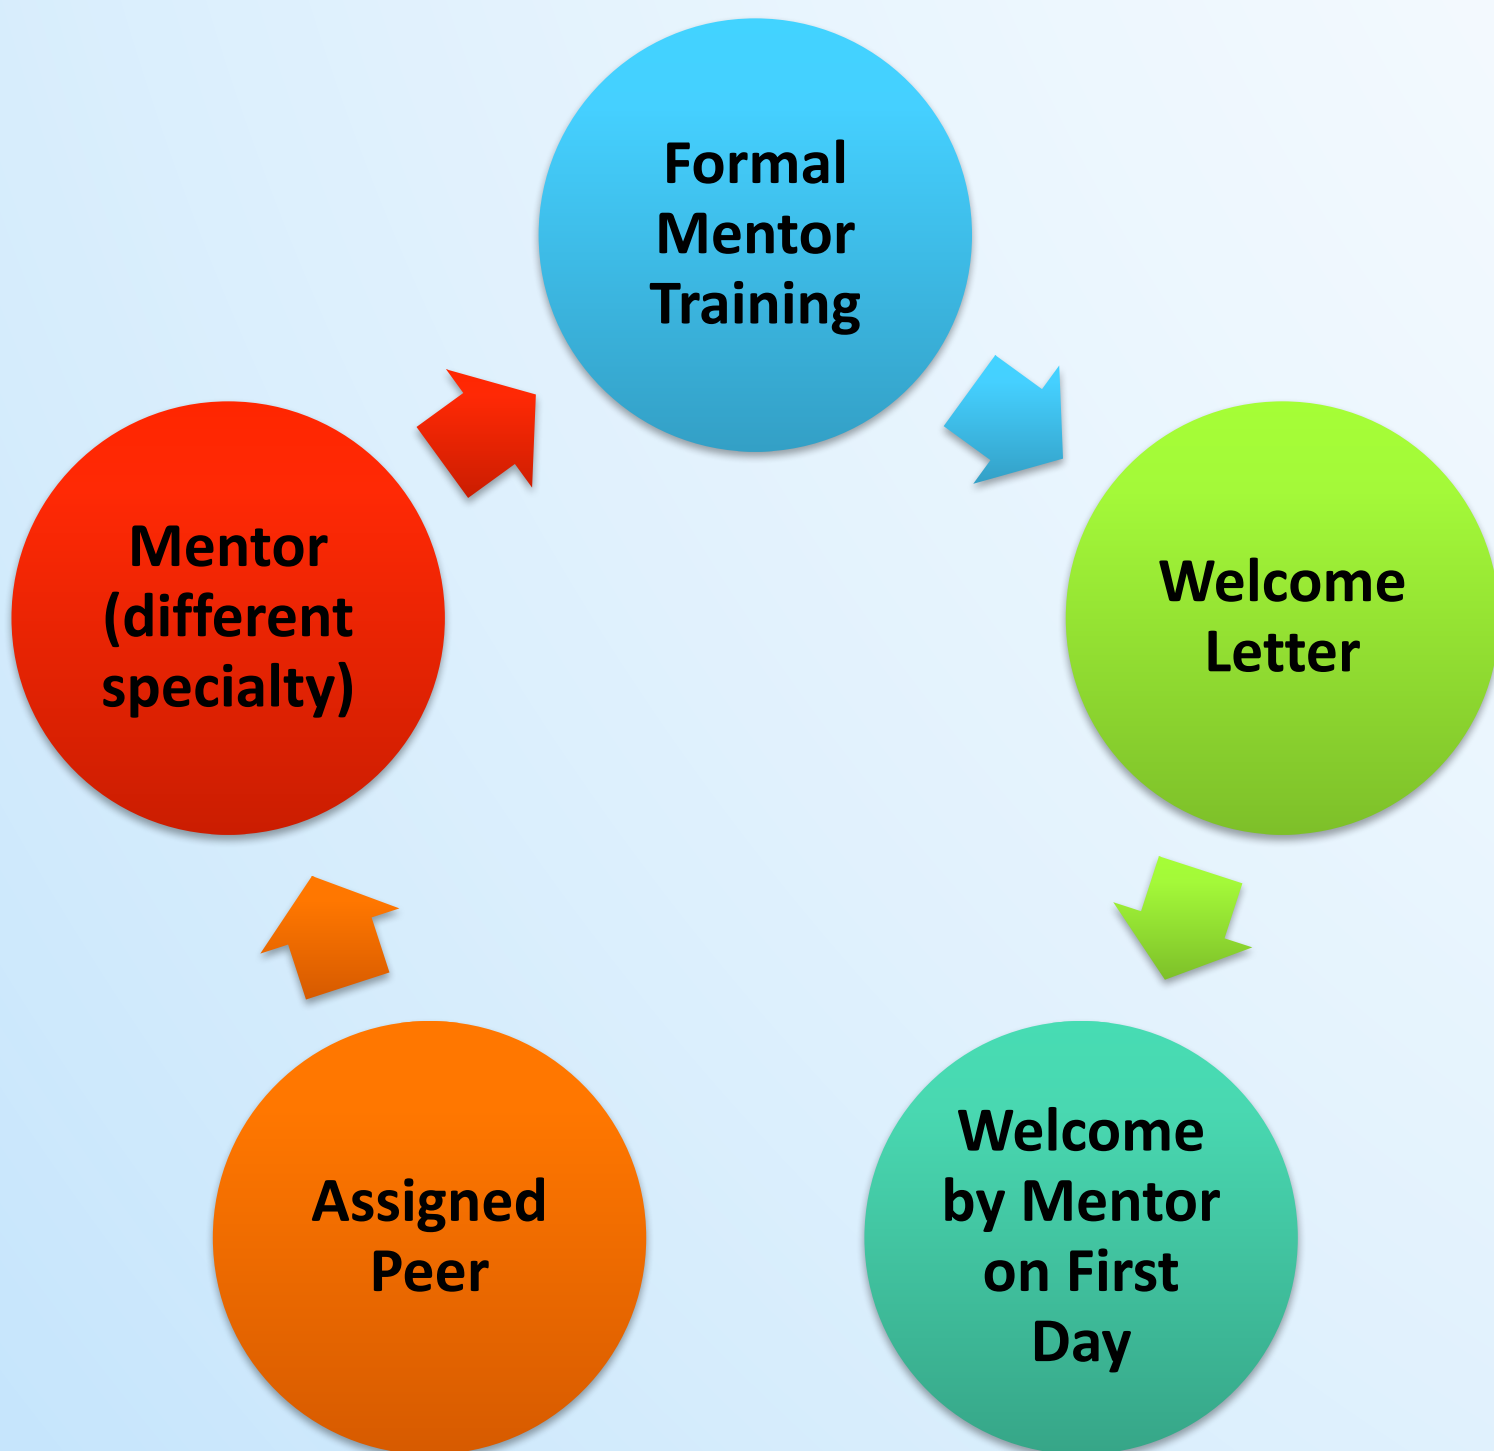 Formal
Mentor
Training
Welcome
Letter
Welcome
by Mentor
on First
Day
Assigned
Peer
Mentor
(different
specialty)